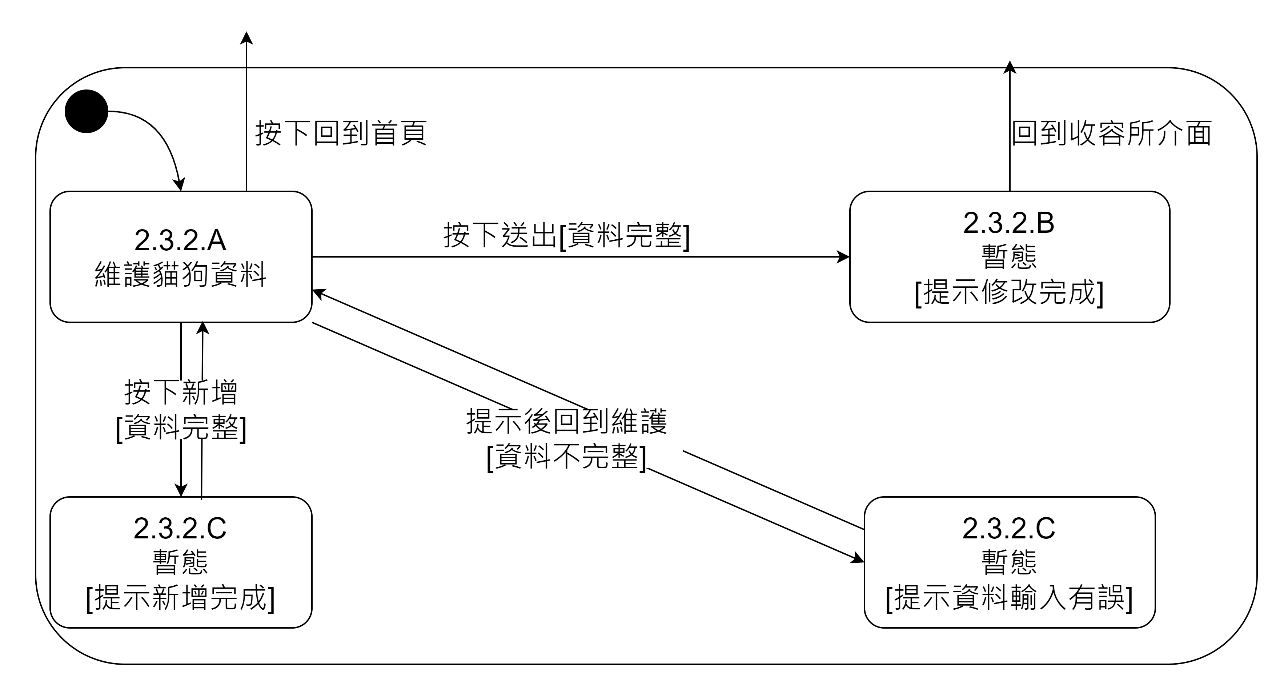 按下回到首頁
回到收容所介面
2.3.2.A
維護貓狗資料
按下送出[資料完整]
2.3.2.B
暫態
[提示修改完成]
按下新增
[資料完整]
提示後回到維護
[資料不完整]
2.3.2.C
暫態
[提示新增完成]
2.3.2.C
暫態
[提示資料輸入有誤]